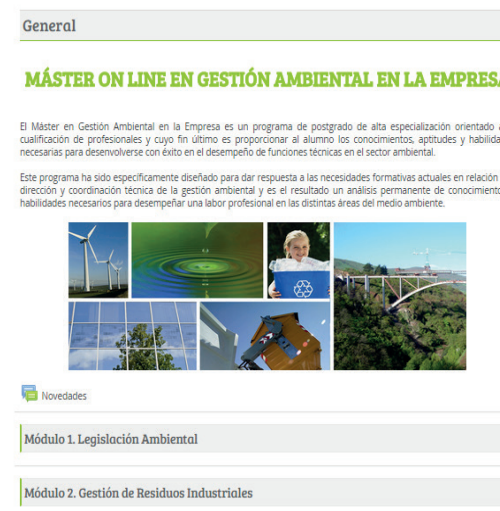 General
MÁSTER ON LINE EN GESTIÓN AMBIENTAL EN LA EMPRESA
El Máster en Gestión Ambiental en la Empresa es un programa de postgrado de alta especialización orientado
cualificación de profesionales y cuyo fin último es proporcionar al alumno los conocimientos, aptitudes y
necesarias para desenvolverse con éxito en el desempeño de funciones técnicas en el sector ambiental.
Este programa ha sido específicamente diseñado para dar respuesta a las necesidades formativas actuales en relación
dirección y coordinación técnica de la gestión ambiental y es el resultado un análisis permanente de
habilidades necesarios para desempeñar una labor profesional en las distintas áreas del medio ambiente.
Novedades
Módulo 1. Legislación Ambiental
Módulo 2. Gestión de Residuos Industriales